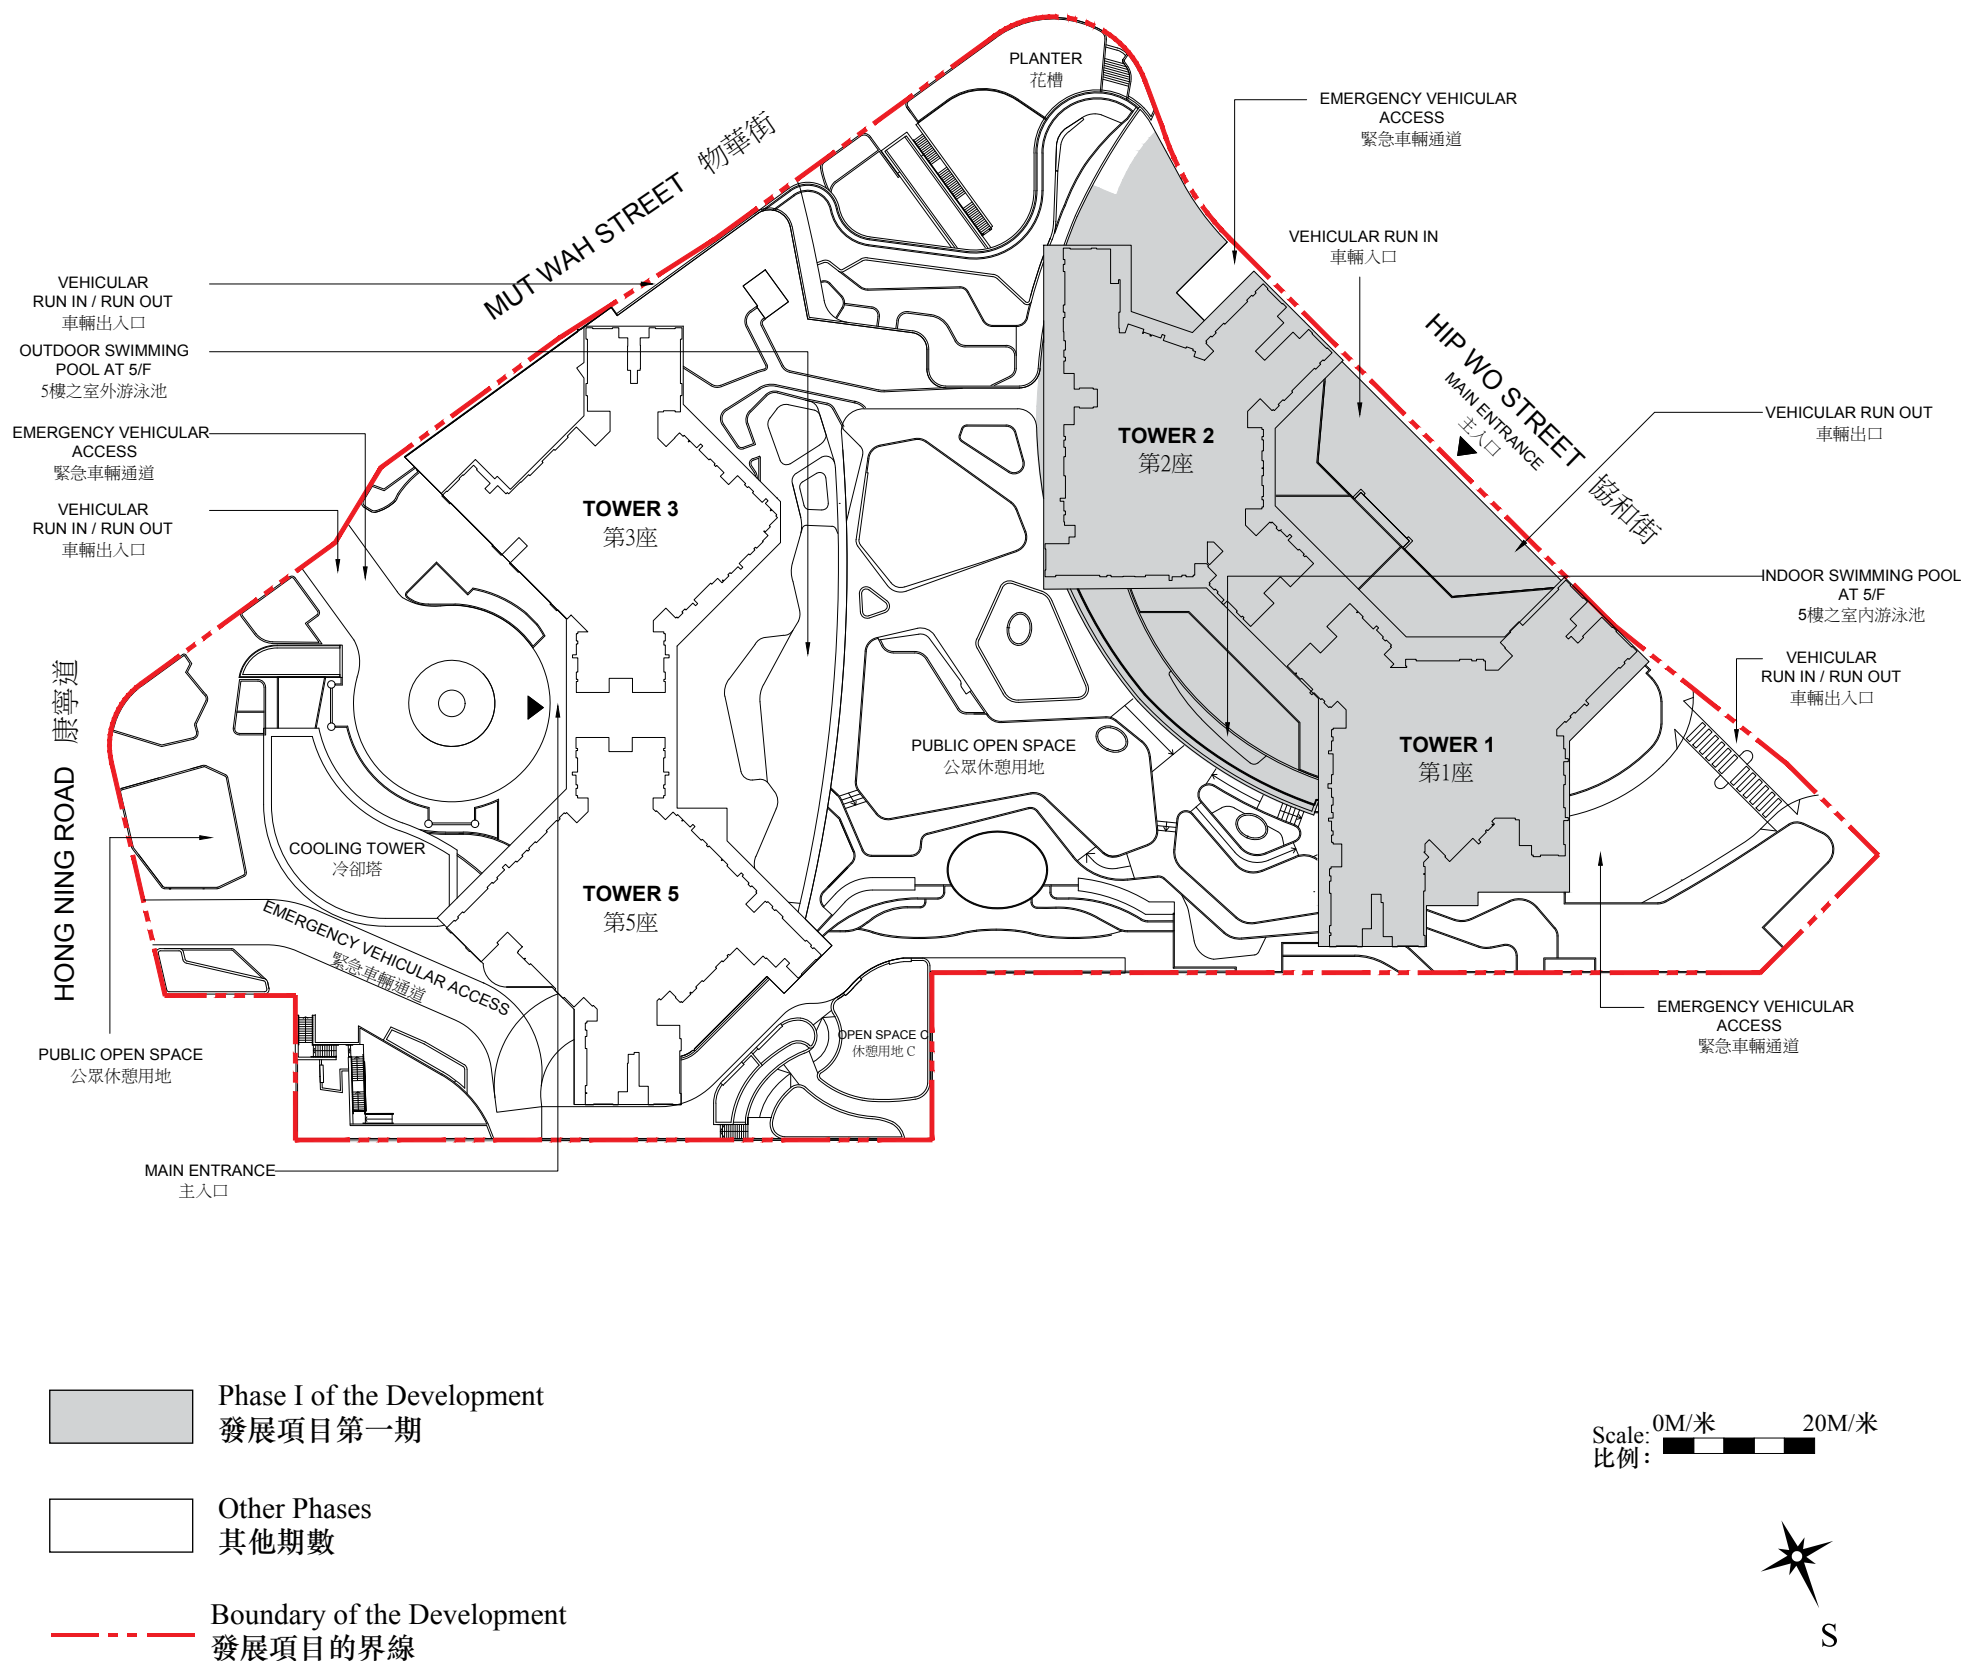 PLANTER
花槽
EMERGENCY VEHICULAR
ACCESS
緊急車輛通道
MUT WAH STREET 物華街
VEHICULAR RUN IN
車輛入口
VEHICULAR
RUN IN / RUN OUT
車輛出入口
OUTDOOR SWIMMING
POOL AT 5/F
5樓之室外游泳池
HIP WO STREET 協和街
MAIN ENTRANCE
主入口
VEHICULAR RUN OUT
車輛出口
EMERGENCY VEHICULAR
ACCESS
緊急車輛通道
TOWER 2
第2座
TOWER 3
第3座
VEHICULAR
RUN IN / RUN OUT
車輛出入口
INDOOR SWIMMING POOL
AT 5/F
5樓之室內游泳池
VEHICULAR
RUN IN / RUN OUT
車輛出入口
HONG NING ROAD 康寧道
PUBLIC OPEN SPACE
公眾休憩用地
TOWER 1
第1座
COOLING TOWER
冷卻塔
TOWER 5
第5座
EMERGENCY VEHICULAR ACCESS
緊急車輛通道
OPEN SPACE C
休憩用地 C
EMERGENCY VEHICULAR
ACCESS
緊急車輛通道
PUBLIC OPEN SPACE
公眾休憩用地
MAIN ENTRANCE
主入口
Phase I of the Development
發展項目第一期
Other Phases
其他期數
Boundary of the Development
發展項目的界線
0M/米 20M/米
Scale:
比例：
S